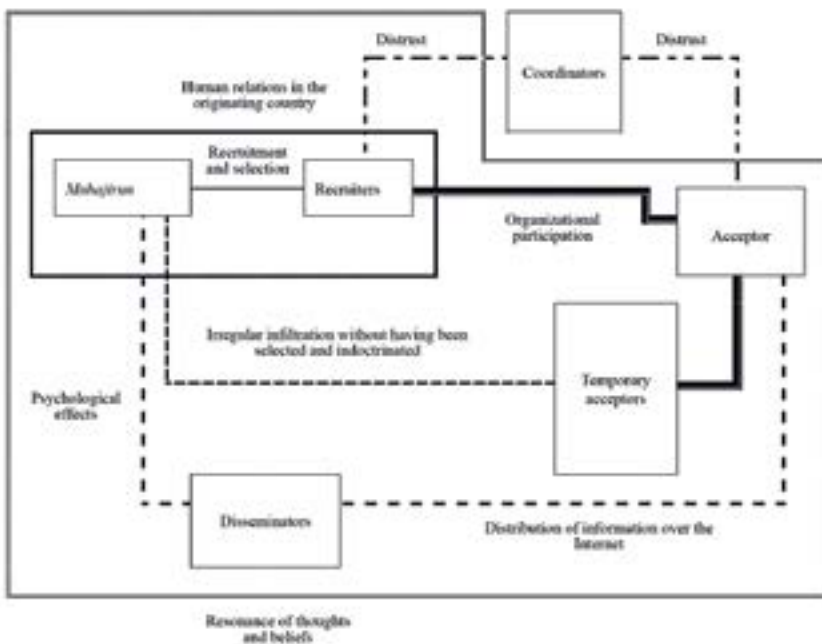 Distrust
Coordinators
Distrust
Human relations in the
originating country
Recruitment
and selection
Muhajirun
Recruiters
Organizational
participation
Acceptor
Irregular infiltration without having been
selected and indoctrinated
Temporary
acceptors
Psychological
effects
Disseminators
Distribution of information over the
Internet
Resonance of thoughts
and beliefs